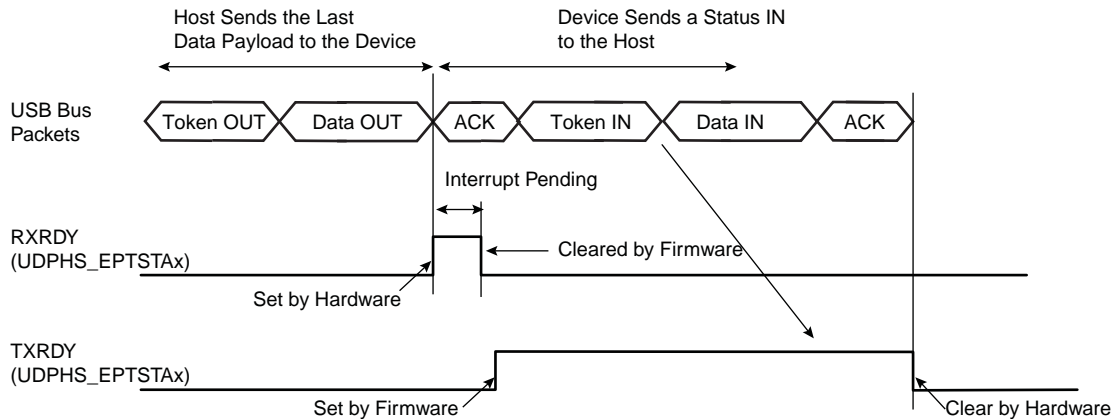 Host Sends the Last
Data Payload to the Device
Device Sends a Status IN
to the Host
USB Bus
Packets
Token OUT
Data OUT
ACK
Token IN
Data IN
ACK
Interrupt Pending
RXRDY
(UDPHS_EPTSTAx)
Set by Hardware
Cleared by Firmware
TXRDY
(UDPHS_EPTSTAx)
Set by Firmware
Clear by Hardware